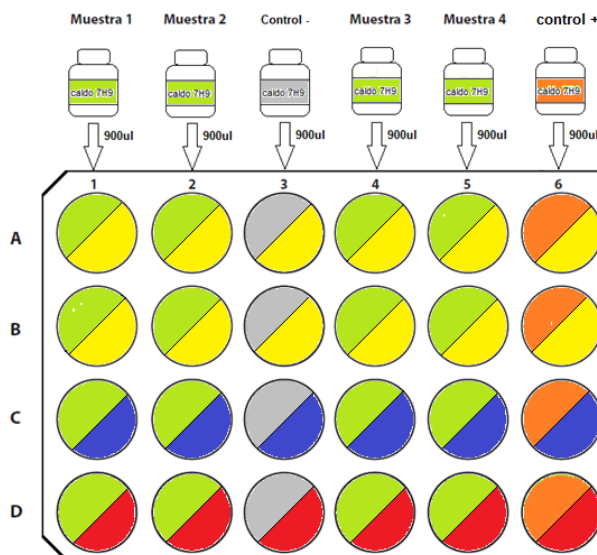 Muestra 1 Muestra 2 Control - Muestra 3 Muestra 4 control +
caldo 7H9 caldo 7H9 caldo 7H9 caldo 7H9 caldo 7H9 caldo 7H9
900ul 900ul 900ul 900ul 900ul 900ul
1 2 3 4 5 6
A
B
C
D